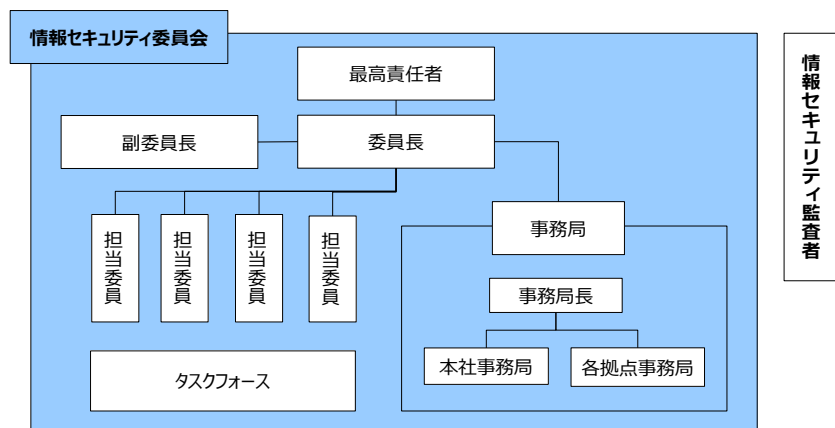 情報セキュリティ委員会
最高責任者
副委員長
委員長
担当委員
担当委員
担当委員
担当委員
事務局
事務局長
本社事務局
各拠点事務局
タスクフォース
情報セキュリティ監査者